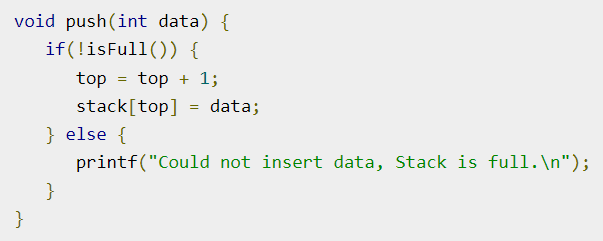 void push(int data) {
   if(!isFull()) {
      top = top + 1;
      stack[top] = data;
   } else {
      printf("Could not insert data, Stack is full.\n");
   }
}